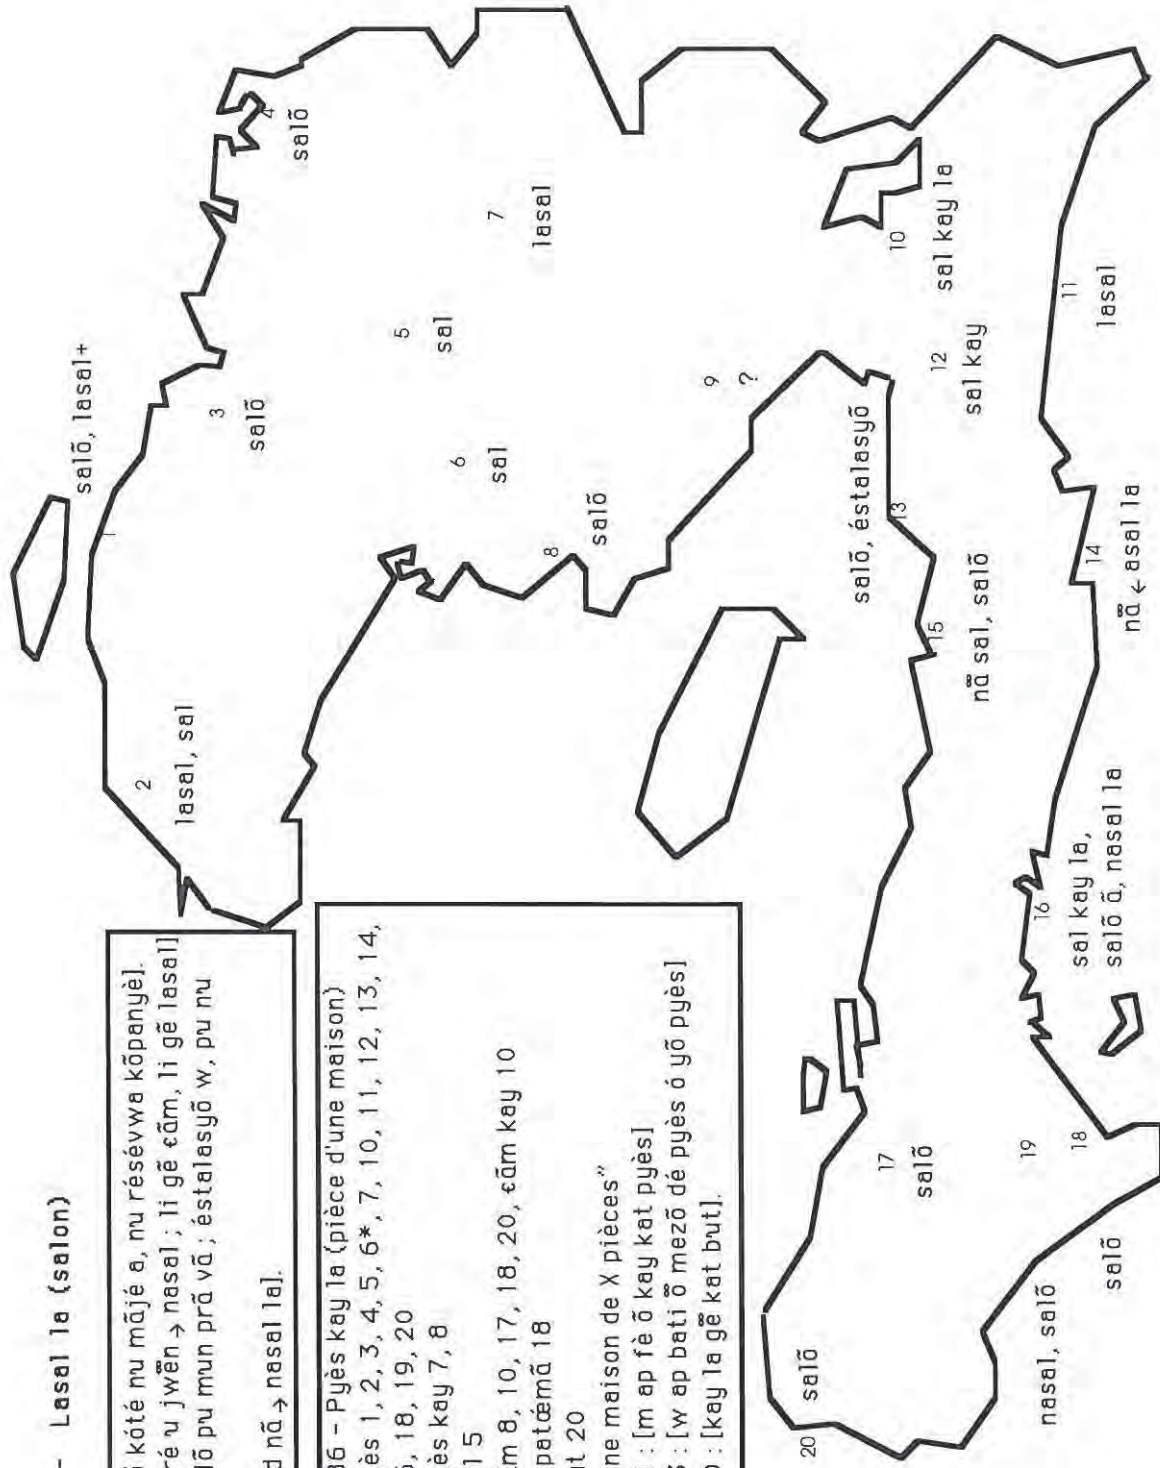 - Lasal la (salon)
kóté nu mãjé a, nu résévwa kõpanyè].
ré u jwẽn → nasal ; li gẽ ɛãm, li gẽ lasal]
lõ pu mun prã vã ; éstalasyõ w, pu nu
d nã → nasal la].
6 - Pyès kay la (pièce d'une maison)
ès 1, 2, 3, 4, 5, 6*, 7, 10, 11, 12, 13, 14,
, 18, 19, 20
ès kay 7, 8
l 5
m 8, 10, 17, 18, 20, ɛãm kay 10
t 20
ne maison de X pièces"
: [m ap fè õ kay kat pyès]
: [w ap bati õ mezõ dé pyès ó yõ pyès]
: [kay la gẽ kat but].
salõ, lasal+
1
2
lasal, sal
3
salõ
4
salõ
5
sal
6
sal
7
lasal
8
salõ
9
?
10
sal kay la
11
lasal
12
sal kay
salõ, éstalasyõ
13
14
nã ← asal la
15
nã sal, salõ
16
sal kay la,
salõ ã, nasal la
17
salõ
18
salõ
19
nasal, salõ
20
salõ